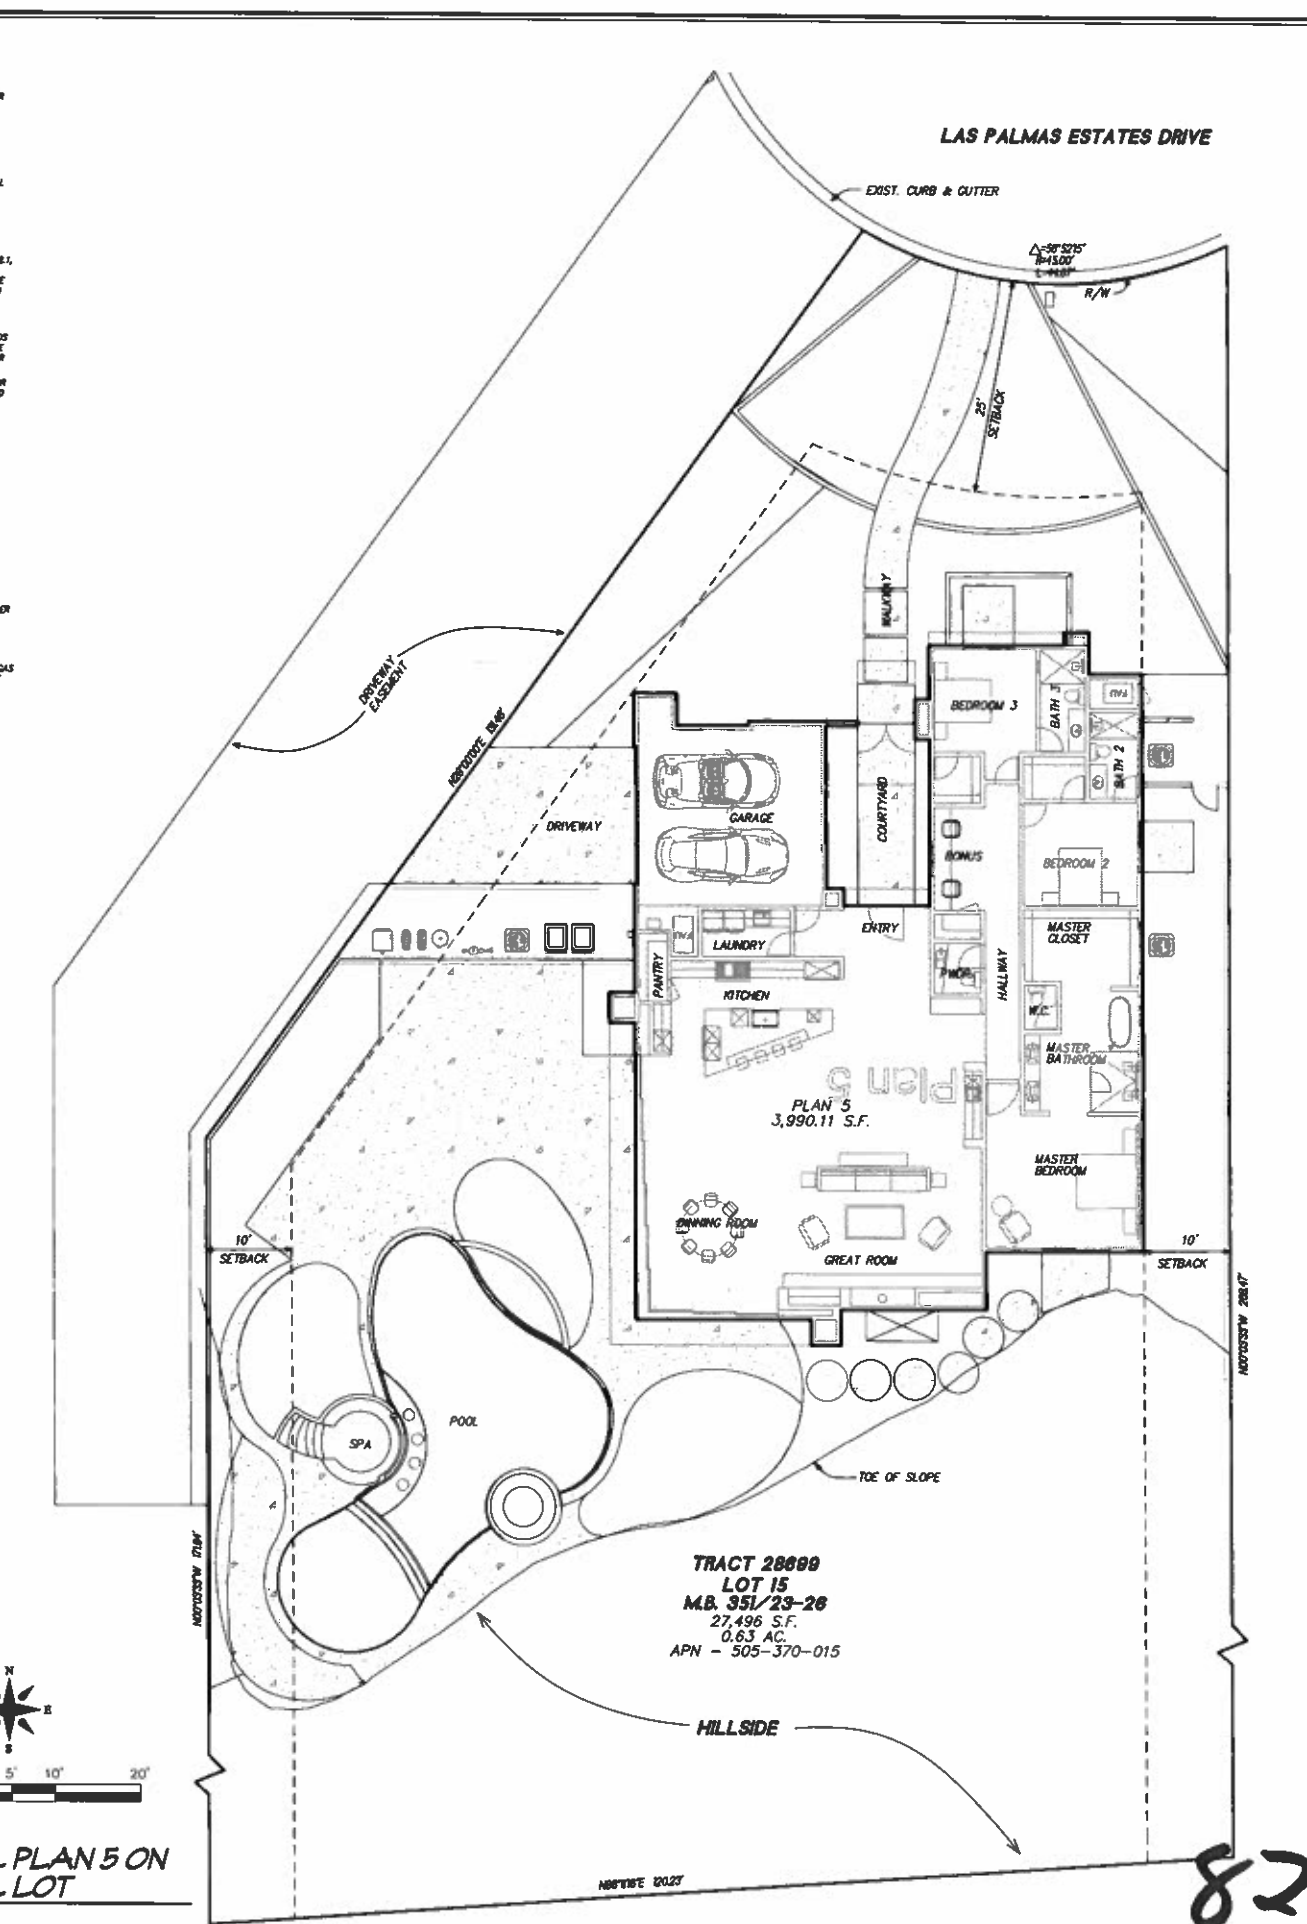 LAS PALMAS ESTATES DRIVE
EXIST. CURB & GUTTER
R=45.00'
R/W
25'
SETBACK
WALKWAY
DRIVEWAY
EASEMENT
BEDROOM 3
BATH 3
FAU
BATH 2
DRIVEWAY
GARAGE
COURTYARD
BONUS
BEDROOM 2
ENTRY
MASTER
CLOSET
LAUNDRY
FAU
PANTRY
KITCHEN
PWDR
HALLWAY
W.C.
MASTER
BATHROOM
Plan 5
PLAN 5
3,990.11 S.F.
MASTER
BEDROOM
DINNING ROOM
GREAT ROOM
10'
SETBACK
10'
SETBACK
POOL
SPA
TOE OF SLOPE
TRACT 28699
LOT 15
M.B. 351/23-26
27,496 S.F.
0.63 AC.
APN - 505-370-015
HILLSIDE
N
E
S
5'
10'
20'
PLAN 5 ON
LOT
82